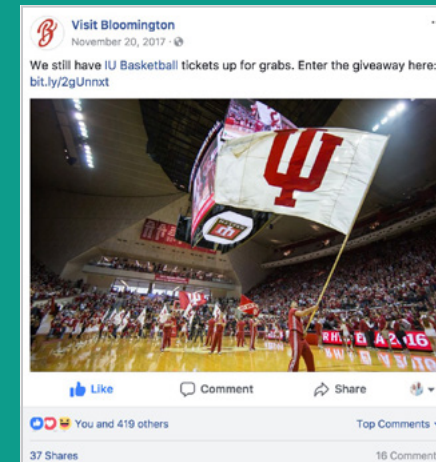 Visit Bloomington
November 20, 2017
We still have IU Basketball tickets up for grabs. Enter the giveaway here:
bit.ly/2gUnnxt
Like
Comment
Share
You and 419 others
Top Comments
37 Shares
16 Comment